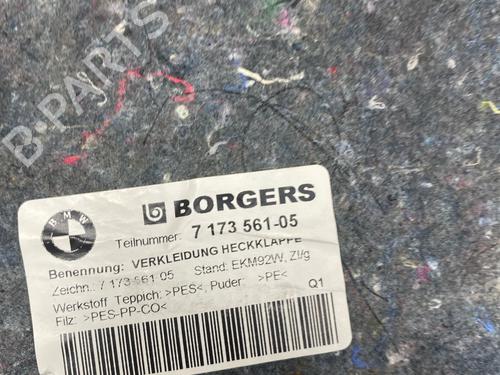 B-PARTS
BMW
BORGERS
Teilnummer: 7 173 561-05
Benennung: VERKLEIDUNG HECKKLAPPE
Zeichn.: 7 173 561 05 Stand: EKM92W, ZI/g
Werkstoff Teppich: >PES<, Puder: >PE<
Filz: >PES-PP-CO< Q1